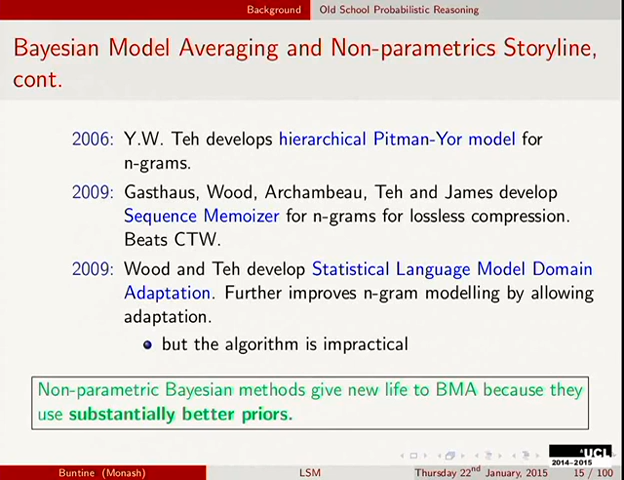 Background Old School Probabilistic Reasoning
Bayesian Model Averaging and Non-parametrics Storyline,
cont.
2006: Y.W. Teh develops hierarchical Pitman-Yor model for
n-grams.
2009: Gasthaus, Wood, Archambeau, Teh and James develop
Sequence Memoizer for n-grams for lossless compression.
Beats CTW.
2009: Wood and Teh develop Statistical Language Model Domain
Adaptation. Further improves n-gram modelling by allowing
adaptation.
but the algorithm is impractical
Non-parametric Bayesian methods give new life to BMA because they
use substantially better priors.
UCL
2014-2015
Buntine (Monash) LSM Thursday 22nd January, 2015 15 / 100